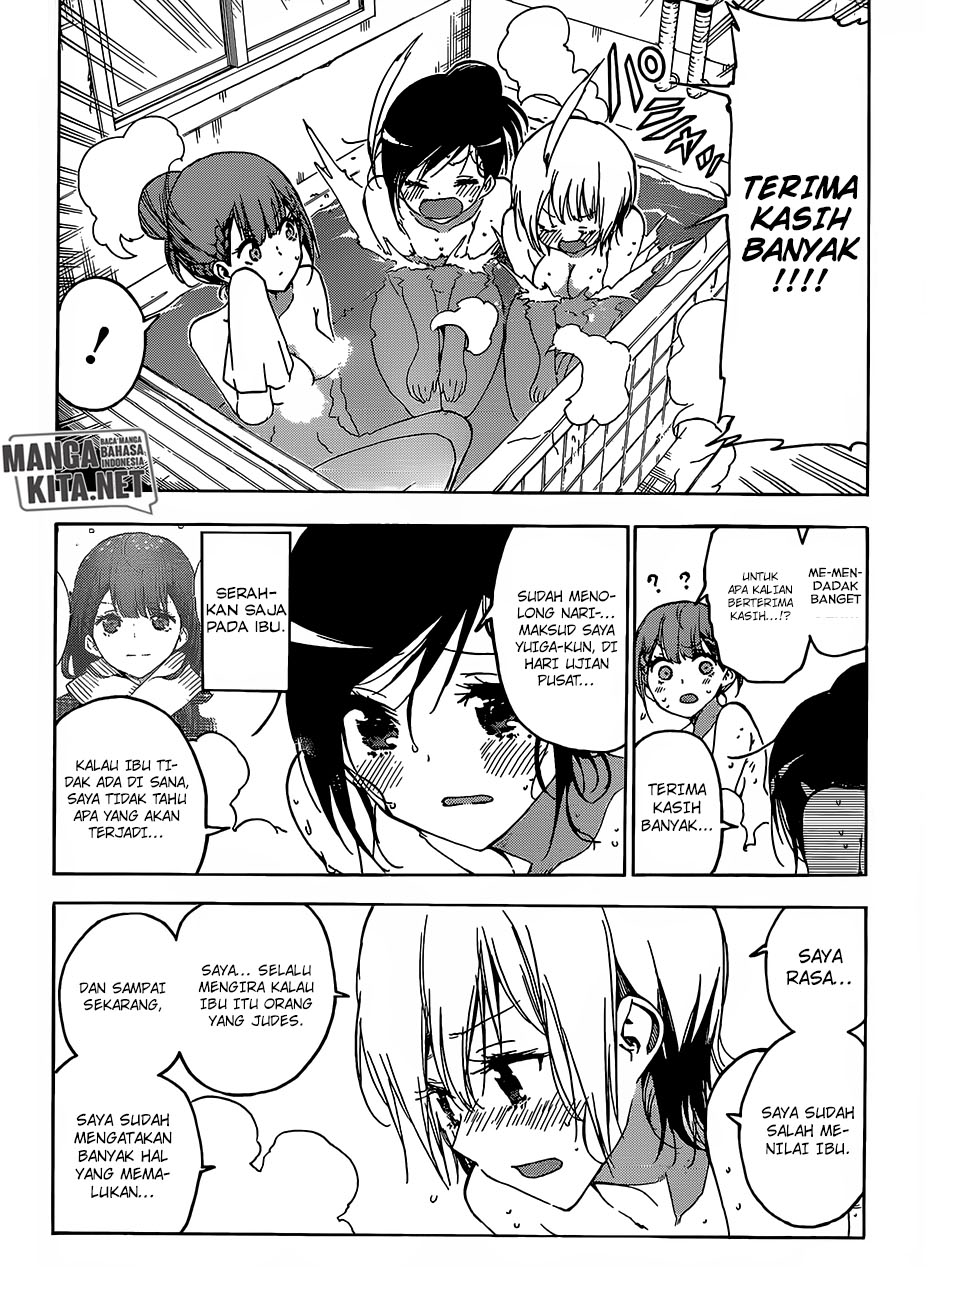 TERIMA
KASIH
BANYAK
!!!!
!
MANGA
KITA.NET
BACA MANGA
BAHASA
INDONESIA
ME-MEN-
DADAK
BANGET
UNTUK
APA KALIAN
BERTERIMA
KASIH...!?
? ?
TERIMA
KASIH
BANYAK...
SUDAH MENO-
LONG NARI-...
MAKSUD SAYA
YUIGA-KUN, DI
HARI UJIAN
PUSAT...
SERAH-
KAN SAJA
PADA IBU.
KALAU IBU TI-
DAK ADA DI SANA,
SAYA TIDAK TAHU
APA YANG AKAN
TERJADI...
SAYA
RASA...
SAYA SUDAH
SALAH ME-
NILAI IBU.
SAYA... SELALU
MENGIRA KALAU
IBU ITU ORANG
YANG JUDES.
DAN SAMPAI
SEKARANG,
SAYA SUDAH
MENGATAKAN
BANYAK HAL
YANG MEMA-
LUKAN...